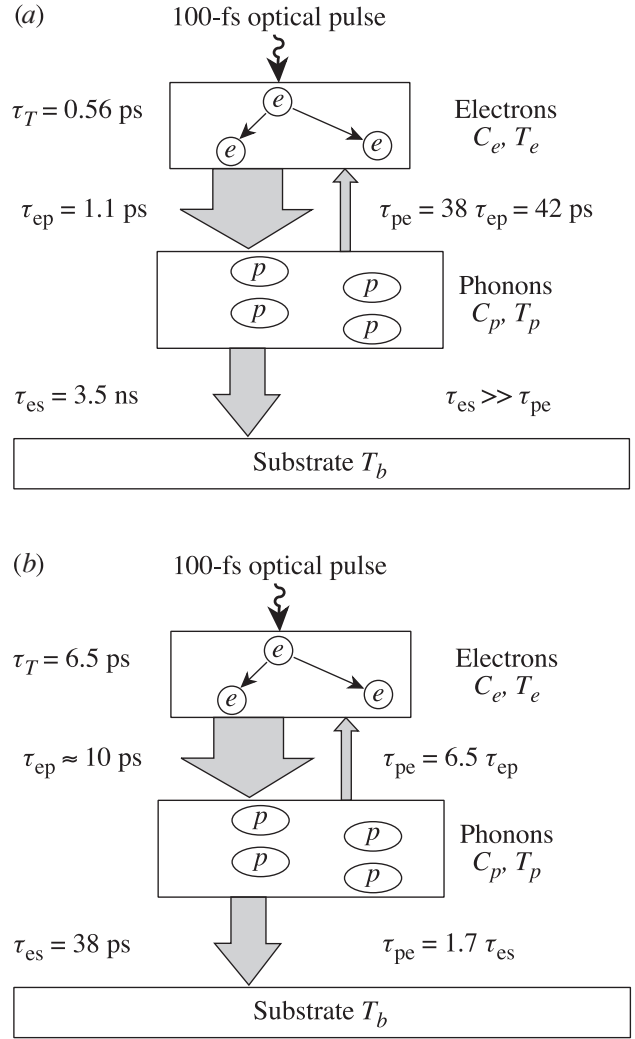 (a)
100-fs optical pulse
τ_T = 0.56 ps
e
e
e
Electrons
C_e, T_e
τ_ep = 1.1 ps
τ_pe = 38 τ_ep = 42 ps
p
p
p
p
Phonons
C_p, T_p
τ_es = 3.5 ns
τ_es >> τ_pe
Substrate T_b
(b)
100-fs optical pulse
τ_T = 6.5 ps
e
e
e
Electrons
C_e, T_e
τ_ep ≈ 10 ps
τ_pe = 6.5 τ_ep
p
p
p
p
Phonons
C_p, T_p
τ_es = 38 ps
τ_pe = 1.7 τ_es
Substrate T_b